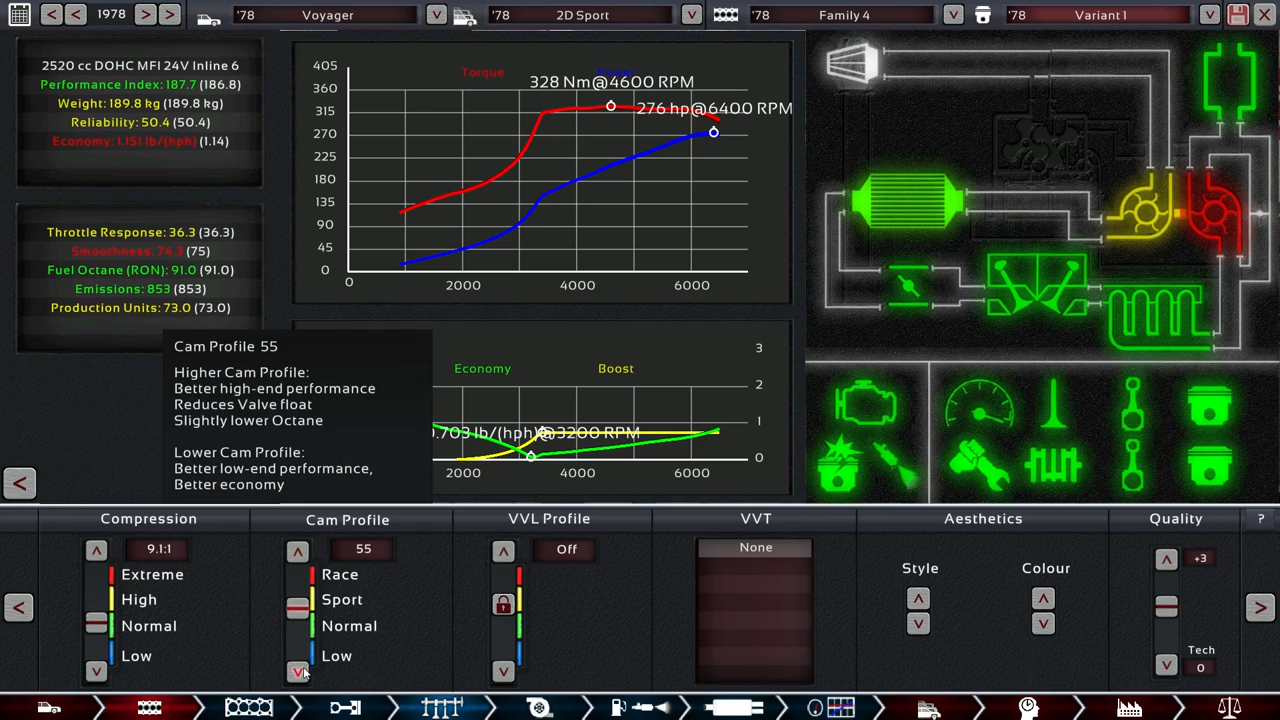 1978
'78 Voyager
'78 2D Sport
'78 Family 4
'78 Variant 1
2520 cc DOHC MFI 24V Inline 6
Performance Index: 187.7 (186.8)
Weight: 189.8 kg (189.8 kg)
Reliability: 50.4 (50.4)
Economy: 1.151 lb/(hph) (1.14)
Throttle Response: 36.3 (36.3)
Smoothness: 74.3 (75)
Fuel Octane (RON): 91.0 (91.0)
Emissions: 853 (853)
Production Units: 73.0 (73.0)
405
360
315
270
225
180
135
90
45
0
Torque
328 Nm@4600 RPM
276 hp@6400 RPM
0 2000 4000 6000
Economy Boost
3
2
1
0
0.703 lb/(hph)@3200 RPM
2000 4000 6000
Cam Profile 55
Higher Cam Profile:
Better high-end performance
Reduces Valve float
Slightly lower Octane
Lower Cam Profile:
Better low-end performance,
Better economy
Compression
9.1:1
Extreme
High
Normal
Low
Cam Profile
55
Race
Sport
Normal
Low
VVL Profile
Off
VVT
None
Aesthetics
Style Colour
Quality
+3
Tech
0
?